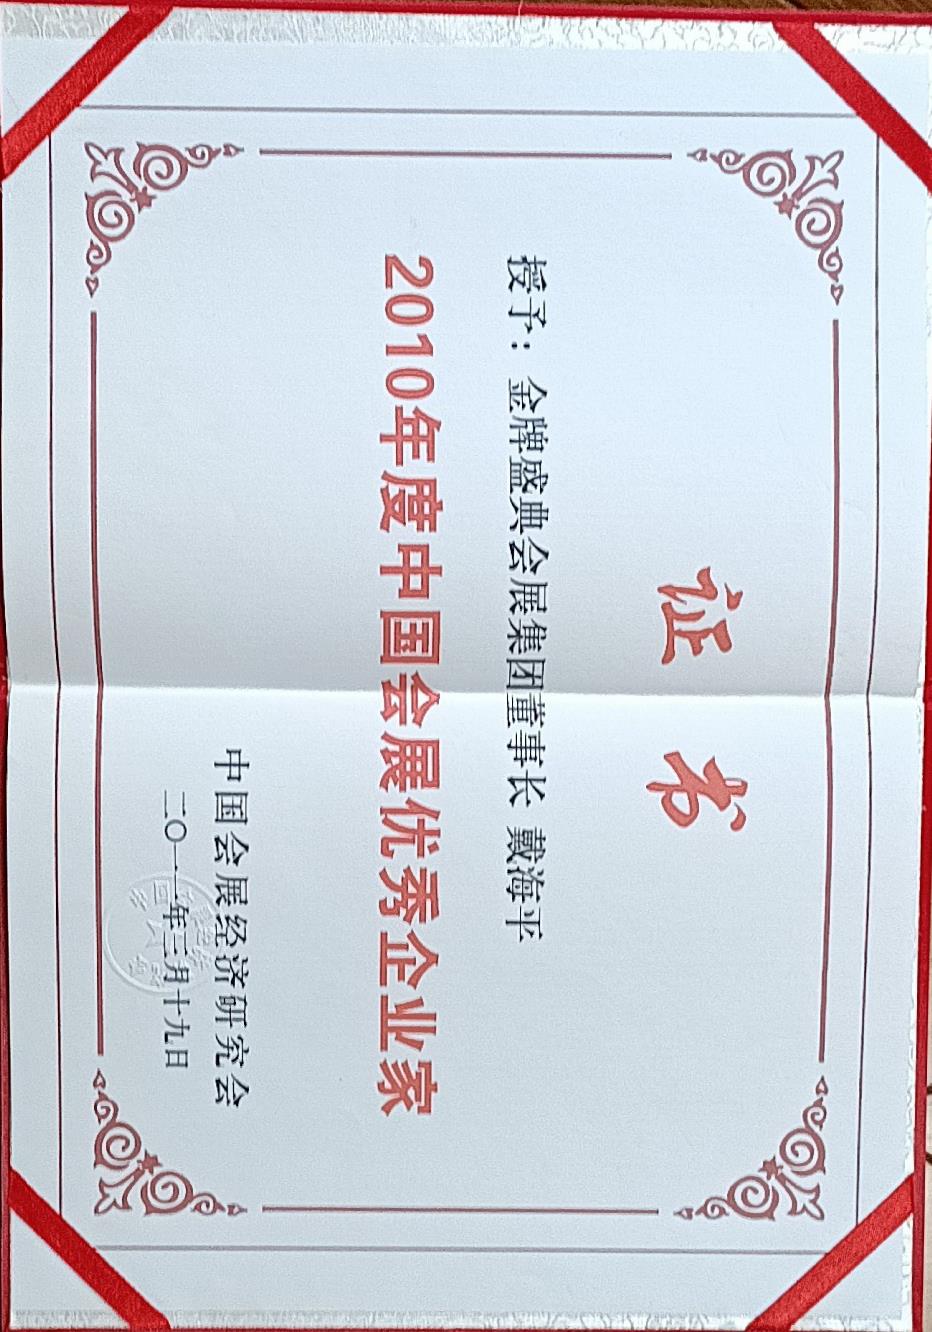 证书
授予：金牌盛典会展集团董事长 戴海平
2010年度中国会展优秀企业家
中国会展经济研究会
二〇一一年三月十九日